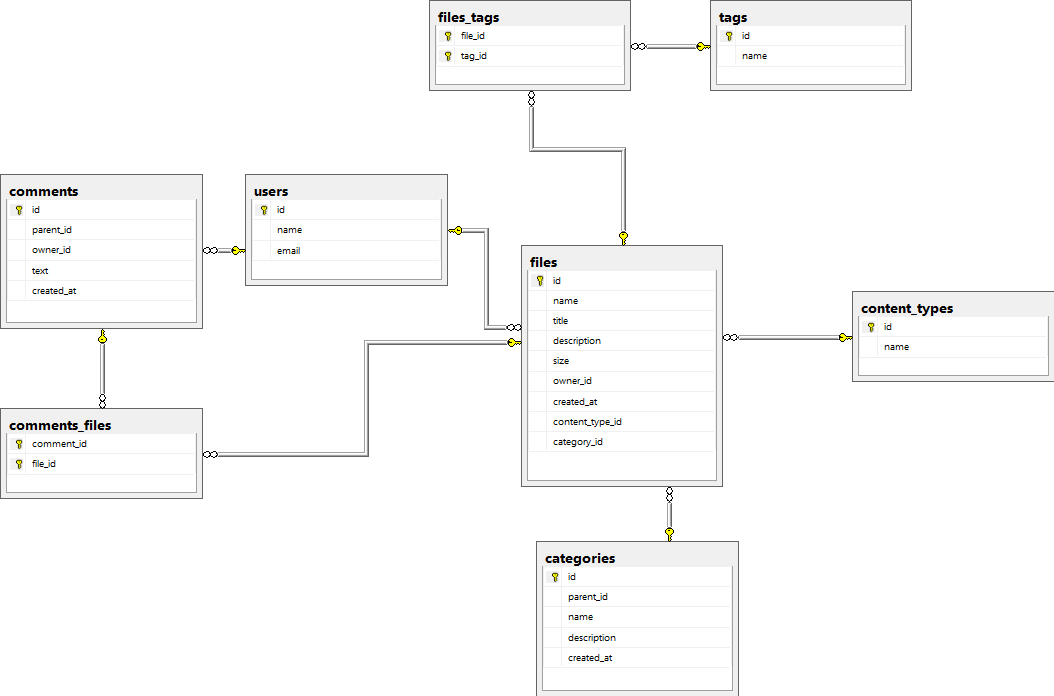 files_tags
file_id
tag_id
tags
id
name
comments
id
parent_id
owner_id
text
created_at
users
id
name
email
files
id
name
title
description
size
owner_id
created_at
content_type_id
category_id
content_types
id
name
comments_files
comment_id
file_id
categories
id
parent_id
name
description
created_at